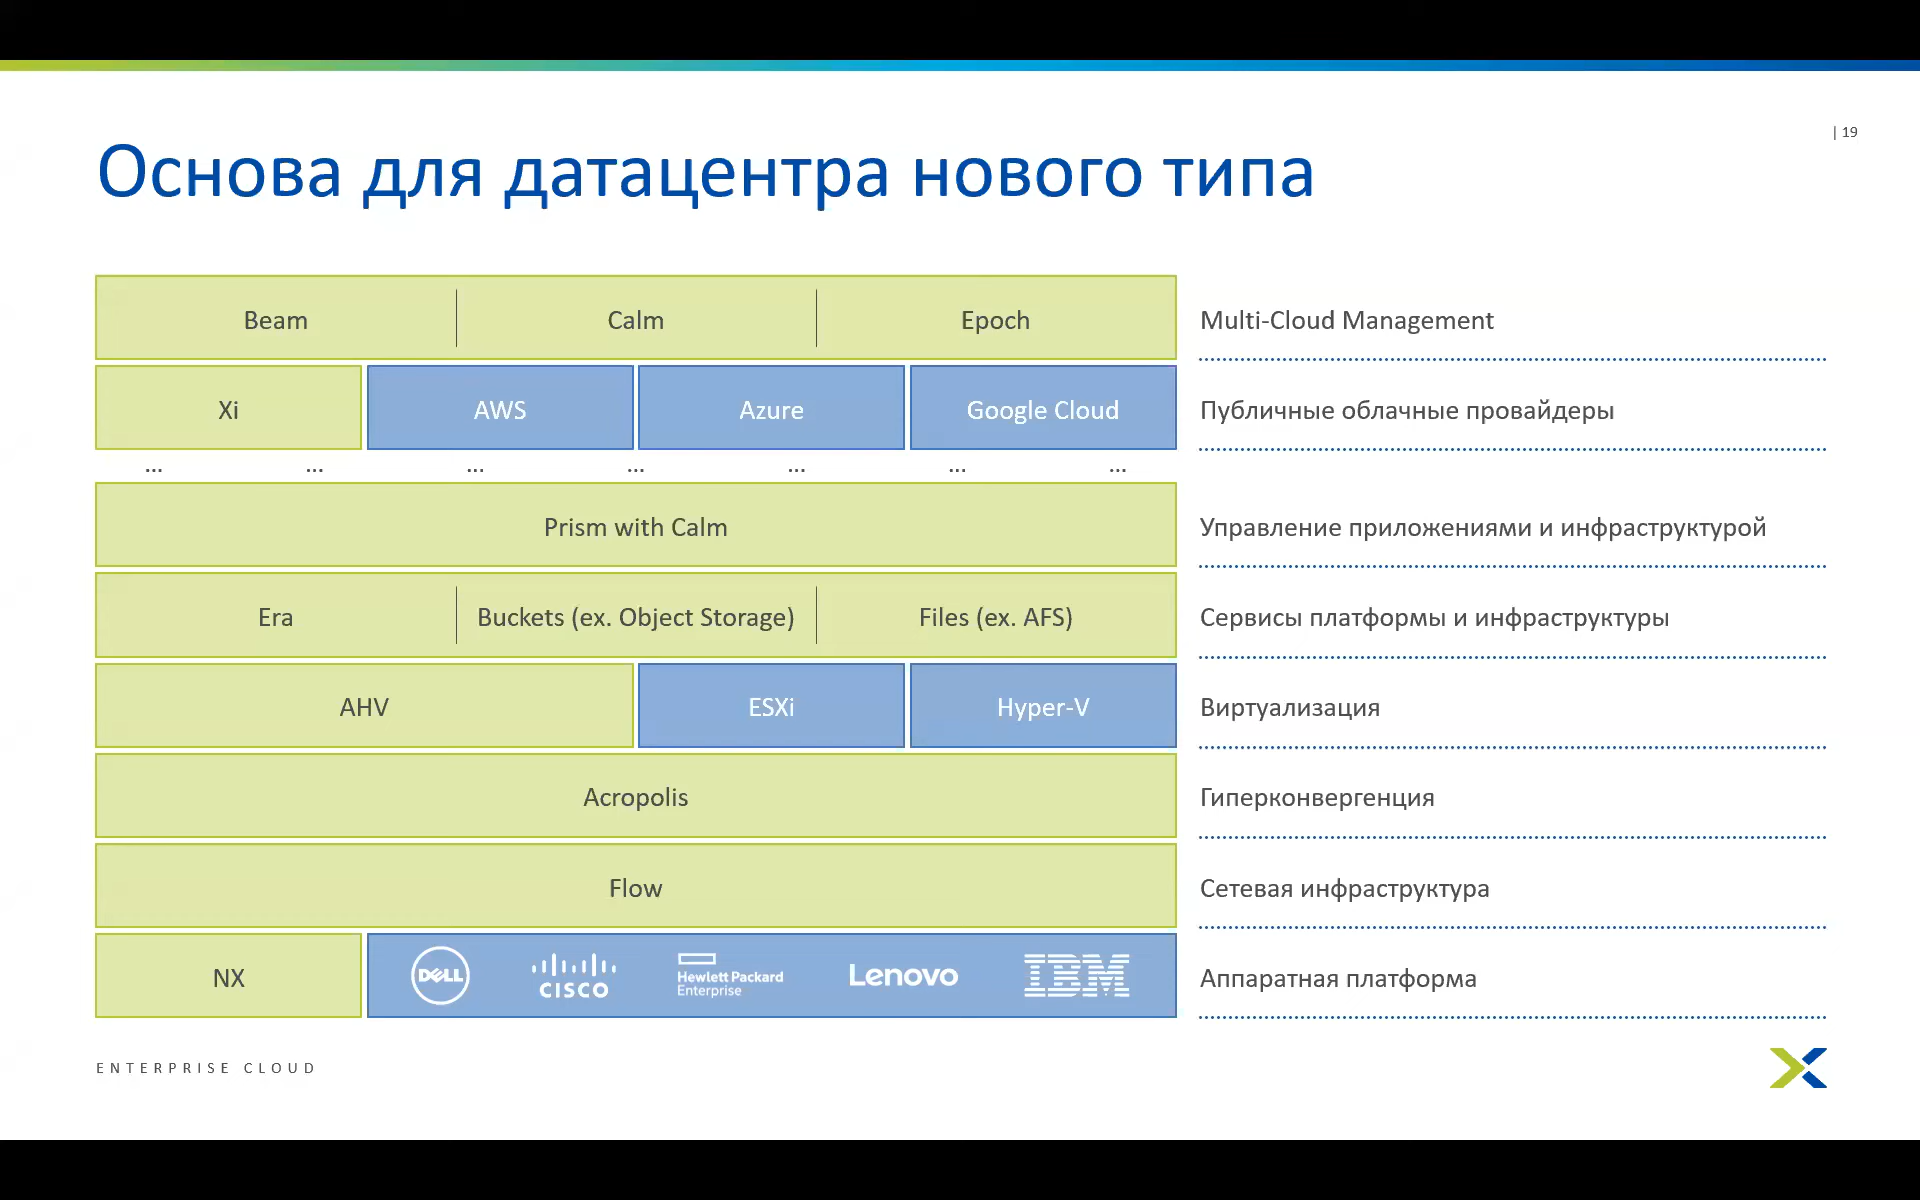 | 19
Основа для датацентра нового типа
Beam Calm Epoch Multi-Cloud Management
Xi AWS Azure Google Cloud Публичные облачные провайдеры
... ... ... ... ... ... ...
Prism with Calm Управление приложениями и инфраструктурой
Era Buckets (ex. Object Storage) Files (ex. AFS) Сервисы платформы и инфраструктуры
AHV ESXi Hyper-V Виртуализация
Acropolis Гиперконвергенция
Flow Сетевая инфраструктура
NX DELL CISCO Hewlett Packard Enterprise Lenovo IBM Аппаратная платформа
ENTERPRISE CLOUD